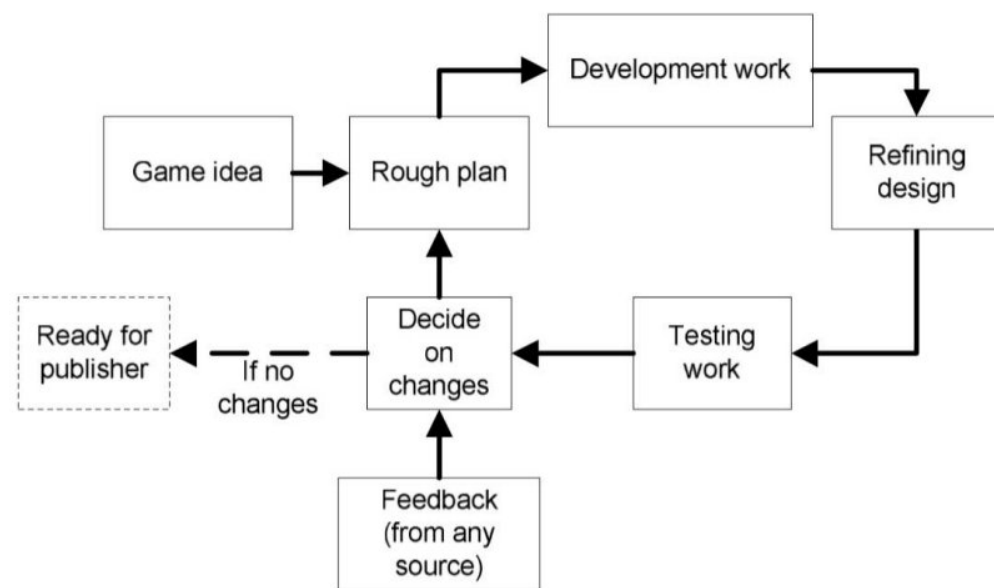 Development work
Game idea
Rough plan
Refining
design
Ready for
publisher
If no
changes
Decide
on
changes
Testing
work
Feedback
(from any
source)